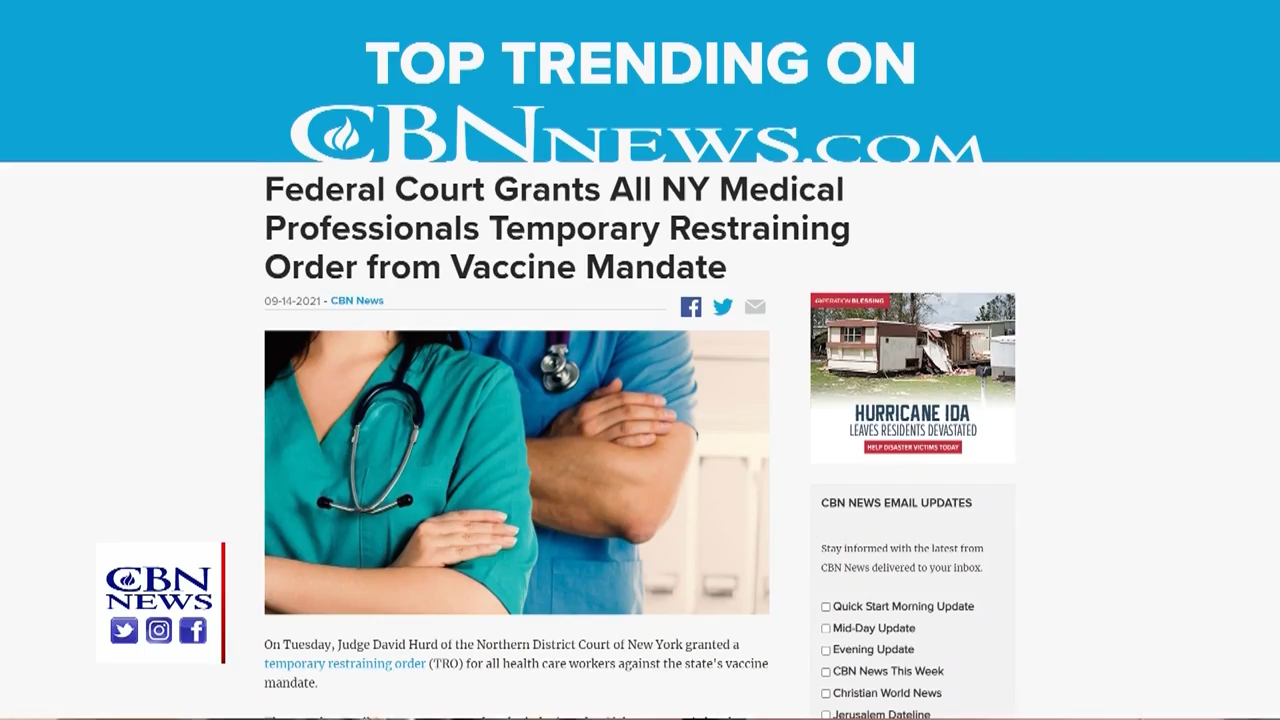 TOP TRENDING ON
CBNNEWS.COM
Federal Court Grants All NY Medical
Professionals Temporary Restraining
Order from Vaccine Mandate
09-14-2021 - CBN News
OPERATION BLESSING
HURRICANE IDA
LEAVES RESIDENTS DEVASTATED
HELP DISASTER VICTIMS TODAY
CBN NEWS EMAIL UPDATES
Stay informed with the latest from
CBN News delivered to your inbox.
Quick Start Morning Update
Mid-Day Update
Evening Update
CBN News This Week
Christian World News
Jerusalem Dateline
CBN
NEWS
On Tuesday, Judge David Hurd of the Northern District Court of New York granted a
temporary restraining order (TRO) for all health care workers against the state's vaccine
mandate.